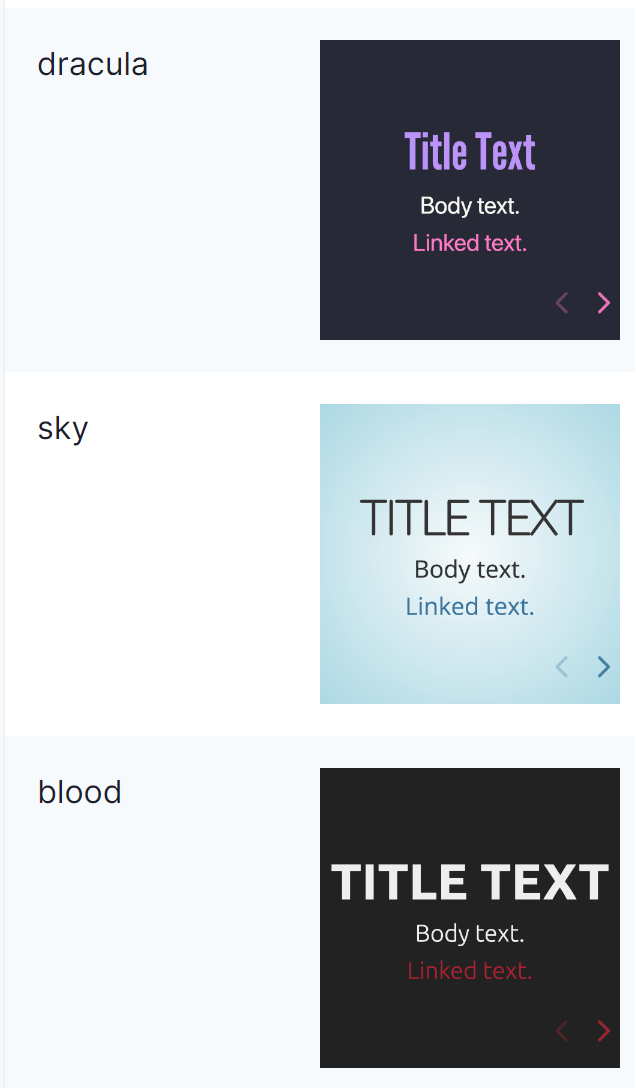 dracula
Title Text
Body text.
Linked text.
sky
TITLE TEXT
Body text.
Linked text.
blood
TITLE TEXT
Body text.
Linked text.